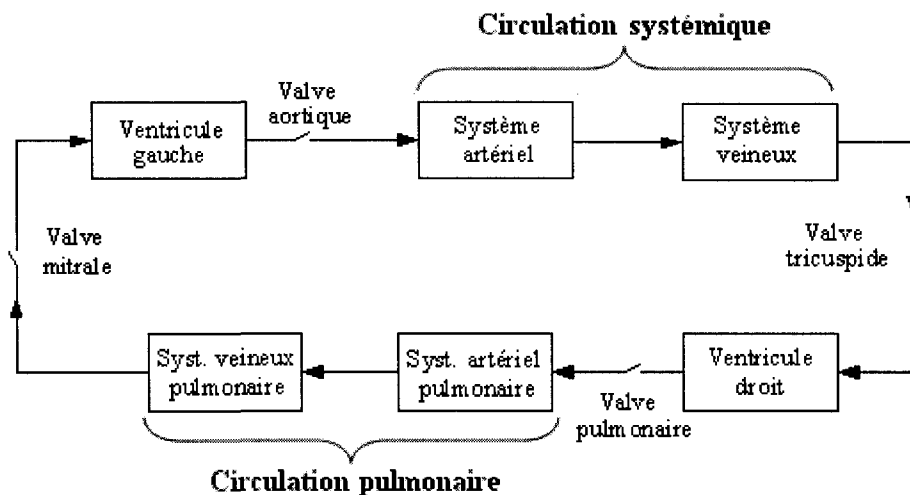 Circulation systémique
Valve
aortique
Ventricule
gauche
Système
artériel
Système
veineux
Valve
mitrale
Valve
tricuspide
Syst. veineux
pulmonaire
Syst. artériel
pulmonaire
Ventricule
droit
Valve
pulmonaire
Circulation pulmonaire